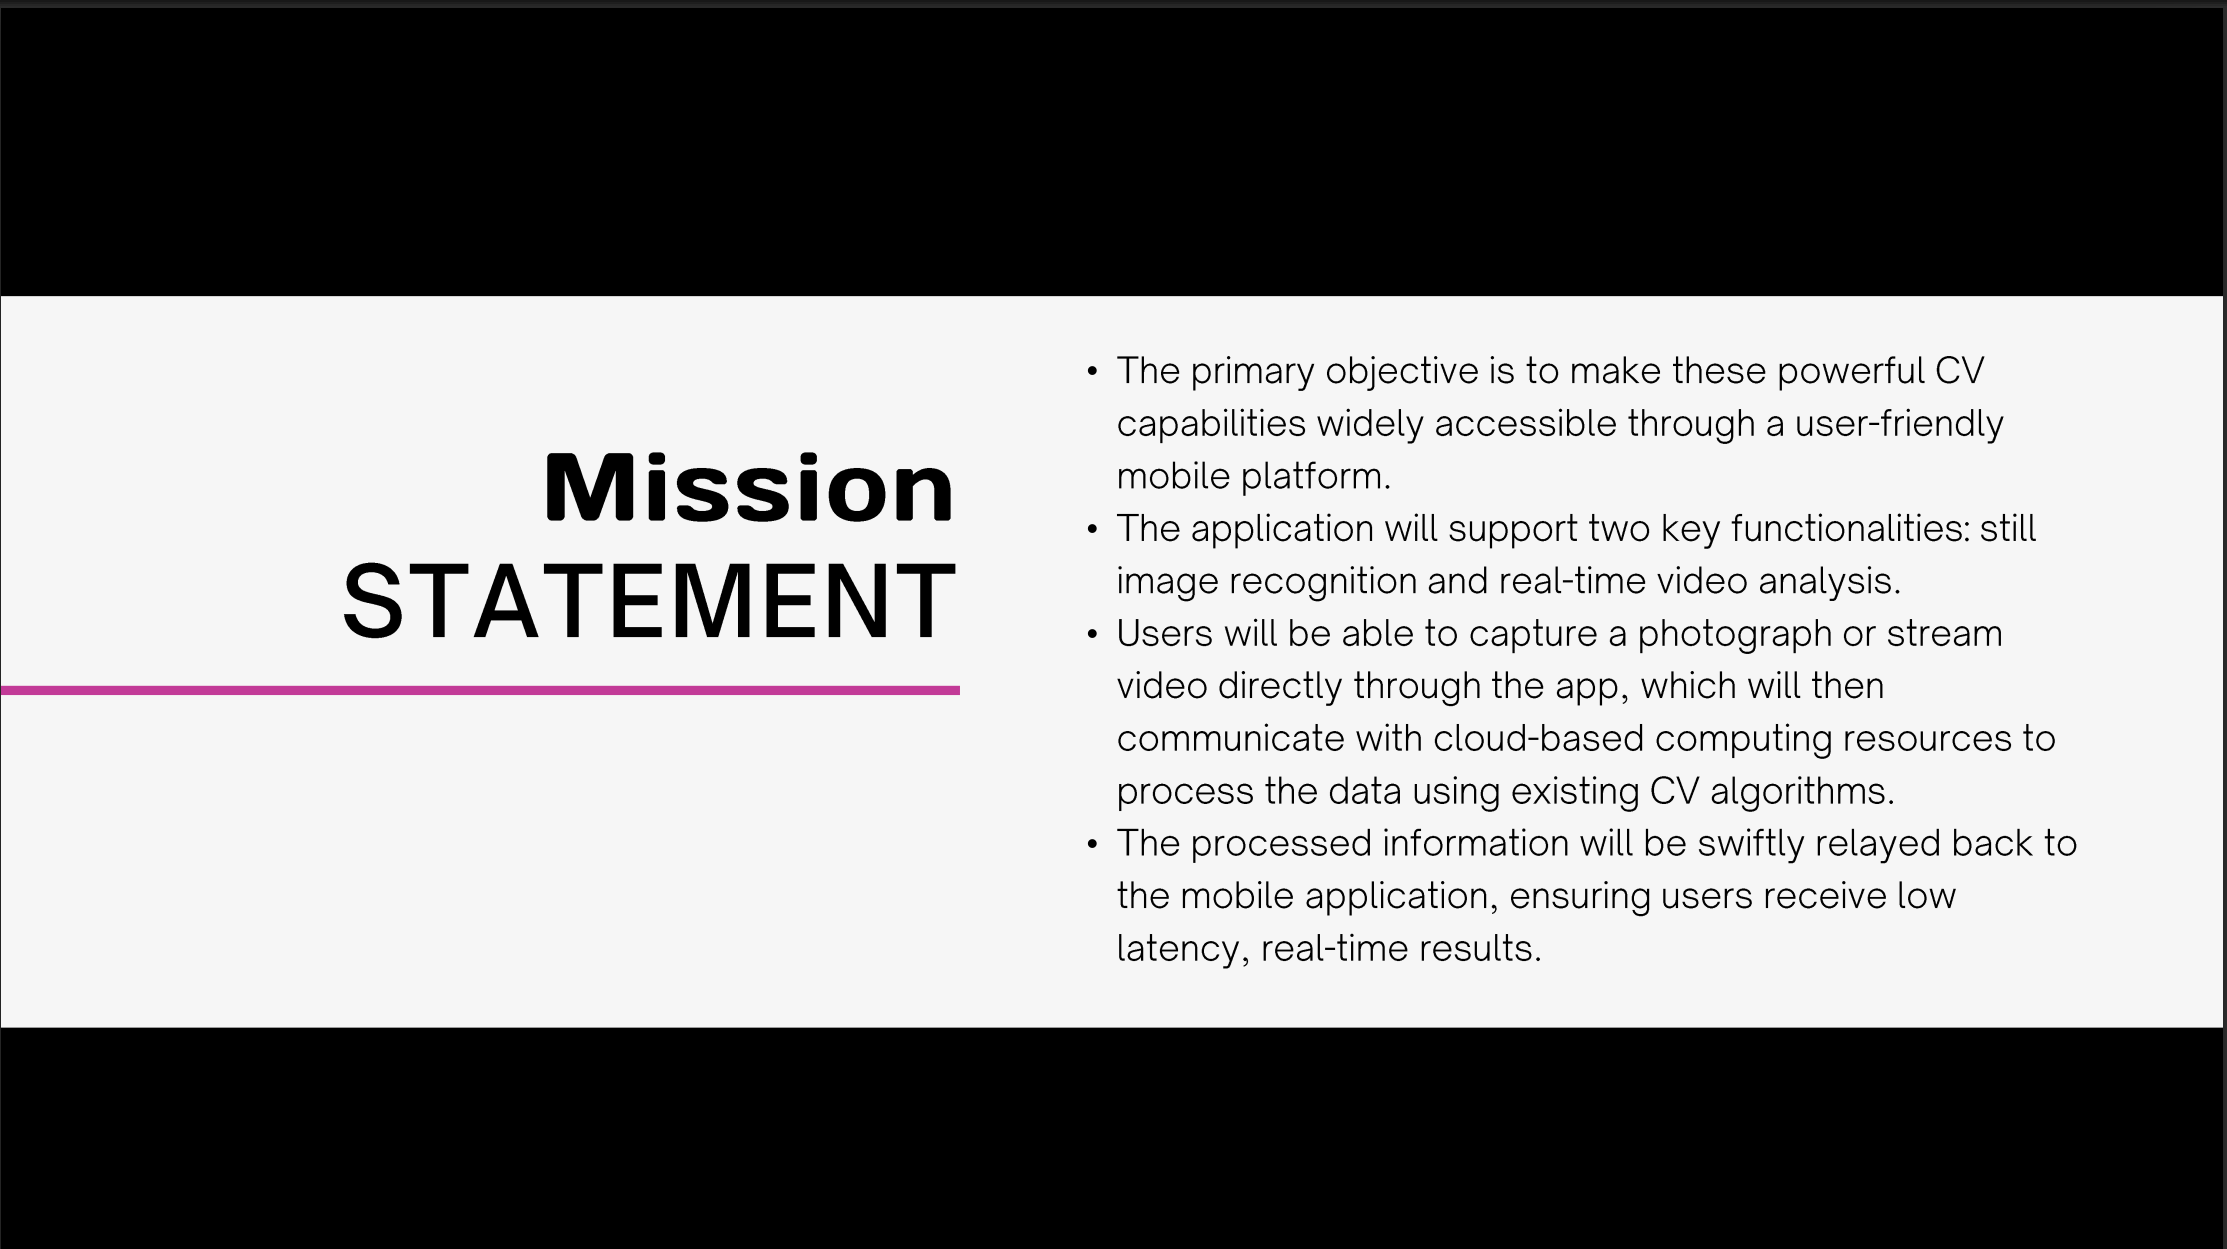 Mission
STATEMENT
• The primary objective is to make these powerful CV
capabilities widely accessible through a user-friendly
mobile platform.
• The application will support two key functionalities: still
image recognition and real-time video analysis.
• Users will be able to capture a photograph or stream
video directly through the app, which will then
communicate with cloud-based computing resources to
process the data using existing CV algorithms.
• The processed information will be swiftly relayed back to
the mobile application, ensuring users receive low
latency, real-time results.